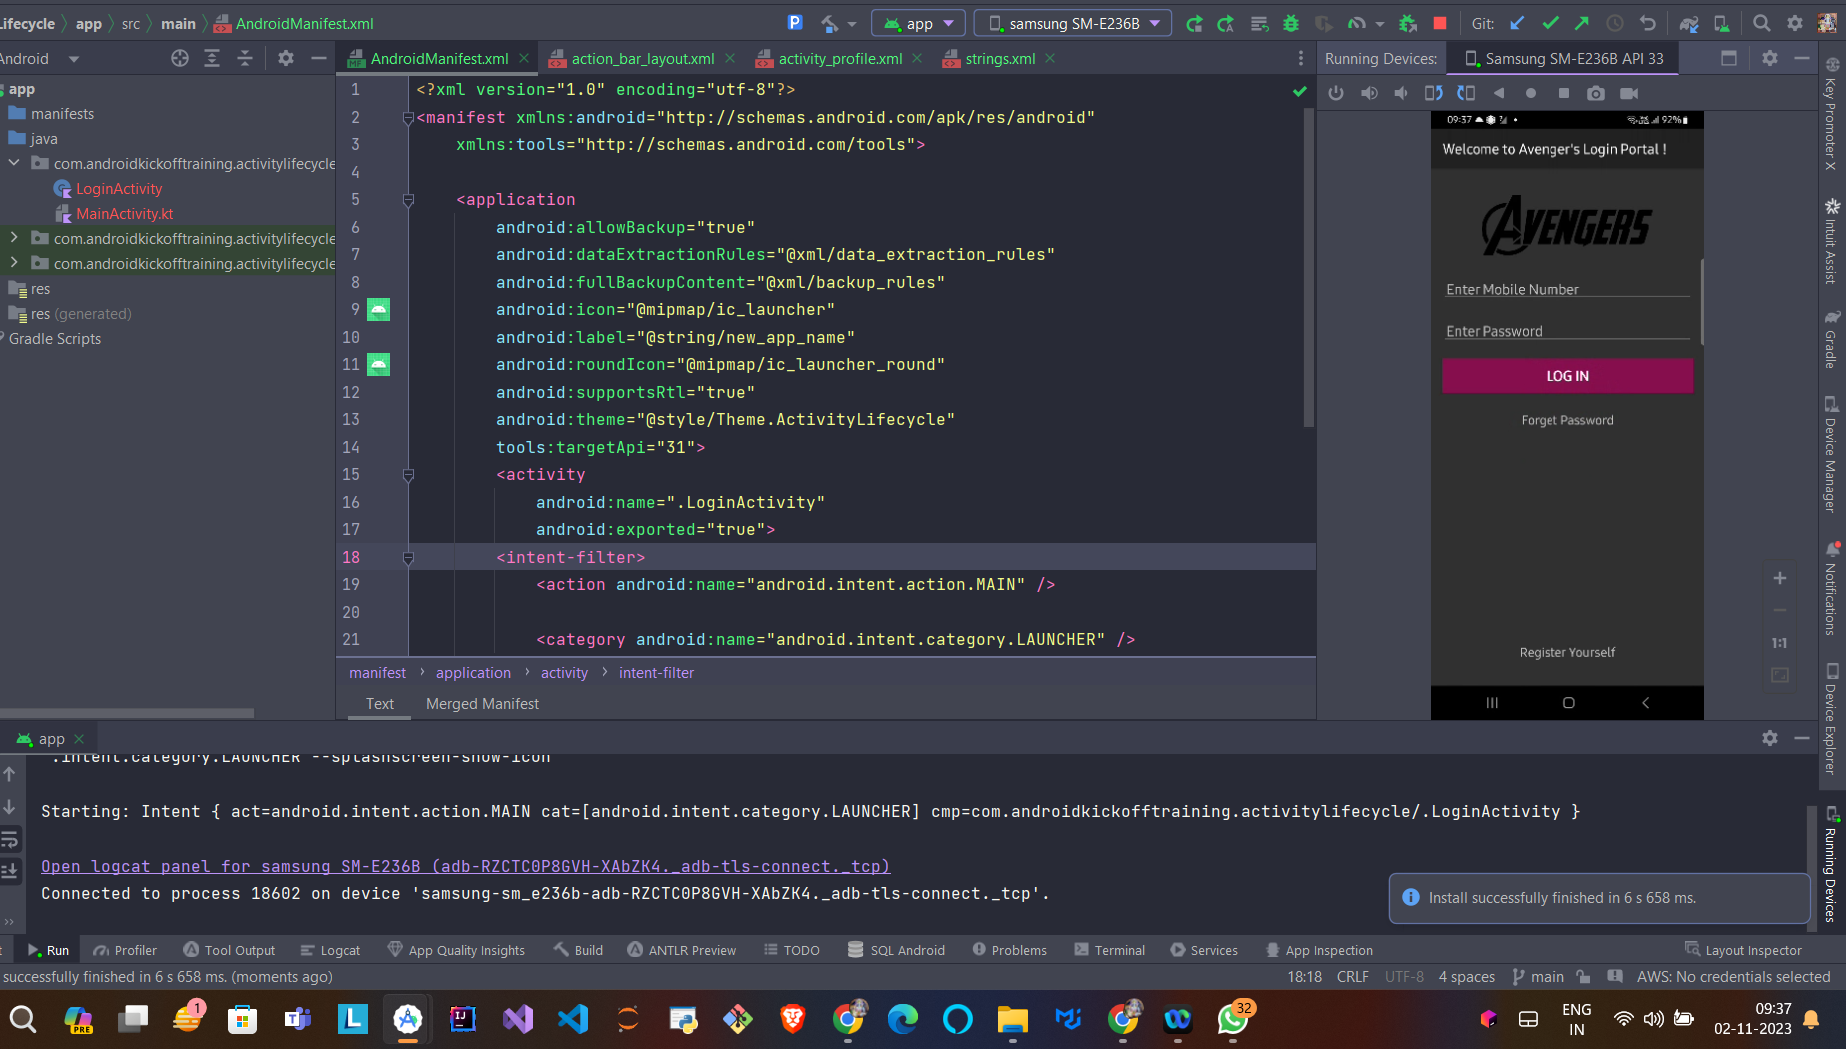 Lifecycle app src main AndroidManifest.xml
app samsung SM-E236B Git:
Android
AndroidManifest.xml action_bar_layout.xml activity_profile.xml strings.xml
Running Devices: Samsung SM-E236B API 33
app
manifests
java
com.androidkickofftraining.activitylifecycle
LoginActivity
MainActivity.kt
com.androidkickofftraining.activitylifecycle
com.androidkickofftraining.activitylifecycle
res
res (generated)
Gradle Scripts
1 <?xml version="1.0" encoding="utf-8"?>
2 <manifest xmlns:android="http://schemas.android.com/apk/res/android"
3 xmlns:tools="http://schemas.android.com/tools">
4
5 <application
6 android:allowBackup="true"
7 android:dataExtractionRules="@xml/data_extraction_rules"
8 android:fullBackupContent="@xml/backup_rules"
9 android:icon="@mipmap/ic_launcher"
10 android:label="@string/new_app_name"
11 android:roundIcon="@mipmap/ic_launcher_round"
12 android:supportsRtl="true"
13 android:theme="@style/Theme.ActivityLifecycle"
14 tools:targetApi="31">
15 <activity
16 android:name=".LoginActivity"
17 android:exported="true">
18 <intent-filter>
19 <action android:name="android.intent.action.MAIN" />
20
21 <category android:name="android.intent.category.LAUNCHER" />
manifest application activity intent-filter
Text Merged Manifest
09:37 92%
Welcome to Avenger's Login Portal !
AVENGERS
Enter Mobile Number
Enter Password
LOG IN
Forget Password
Register Yourself
1:1
Key Promoter X
Intuit Assist
Gradle
Device Manager
Notifications
Device Explorer
Running Devices
app
.intent.category.LAUNCHER --splashscreen-show-icon
Starting: Intent { act=android.intent.action.MAIN cat=[android.intent.category.LAUNCHER] cmp=com.androidkickofftraining.activitylifecycle/.LoginActivity }
Open logcat panel for samsung SM-E236B (adb-RZCTC0P8GVH-XAbZK4._adb-tls-connect._tcp)
Connected to process 18602 on device 'samsung-sm_e236b-adb-RZCTC0P8GVH-XAbZK4._adb-tls-connect._tcp'.
Install successfully finished in 6 s 658 ms.
Run Profiler Tool Output Logcat App Quality Insights Build ANTLR Preview TODO SQL Android Problems Terminal Services App Inspection Layout Inspector
successfully finished in 6 s 658 ms. (moments ago) 18:18 CRLF UTF-8 4 spaces main AWS: No credentials selected
PRE 1 L IJ 32
ENG
IN
09:37
02-11-2023